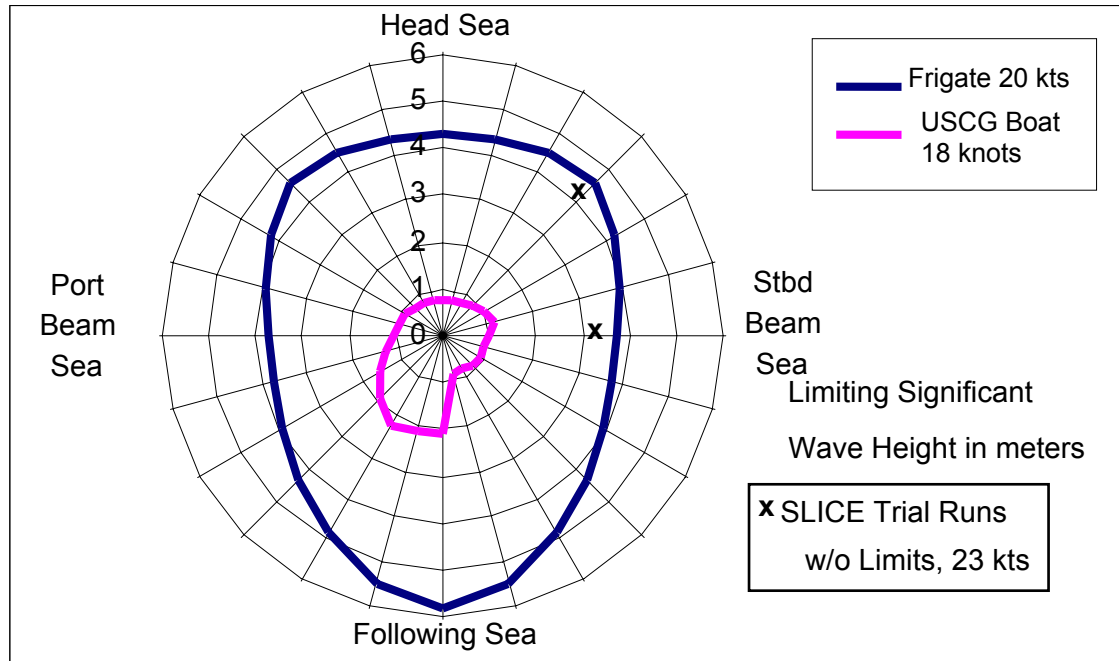 Head Sea
6
5
4
3
2
1
0
Frigate 20 kts
USCG Boat
18 knots
Port
Beam
Sea
Stbd
Beam
Sea
Limiting Significant
Wave Height in meters
x SLICE Trial Runs
w/o Limits, 23 kts
x
x
Following Sea